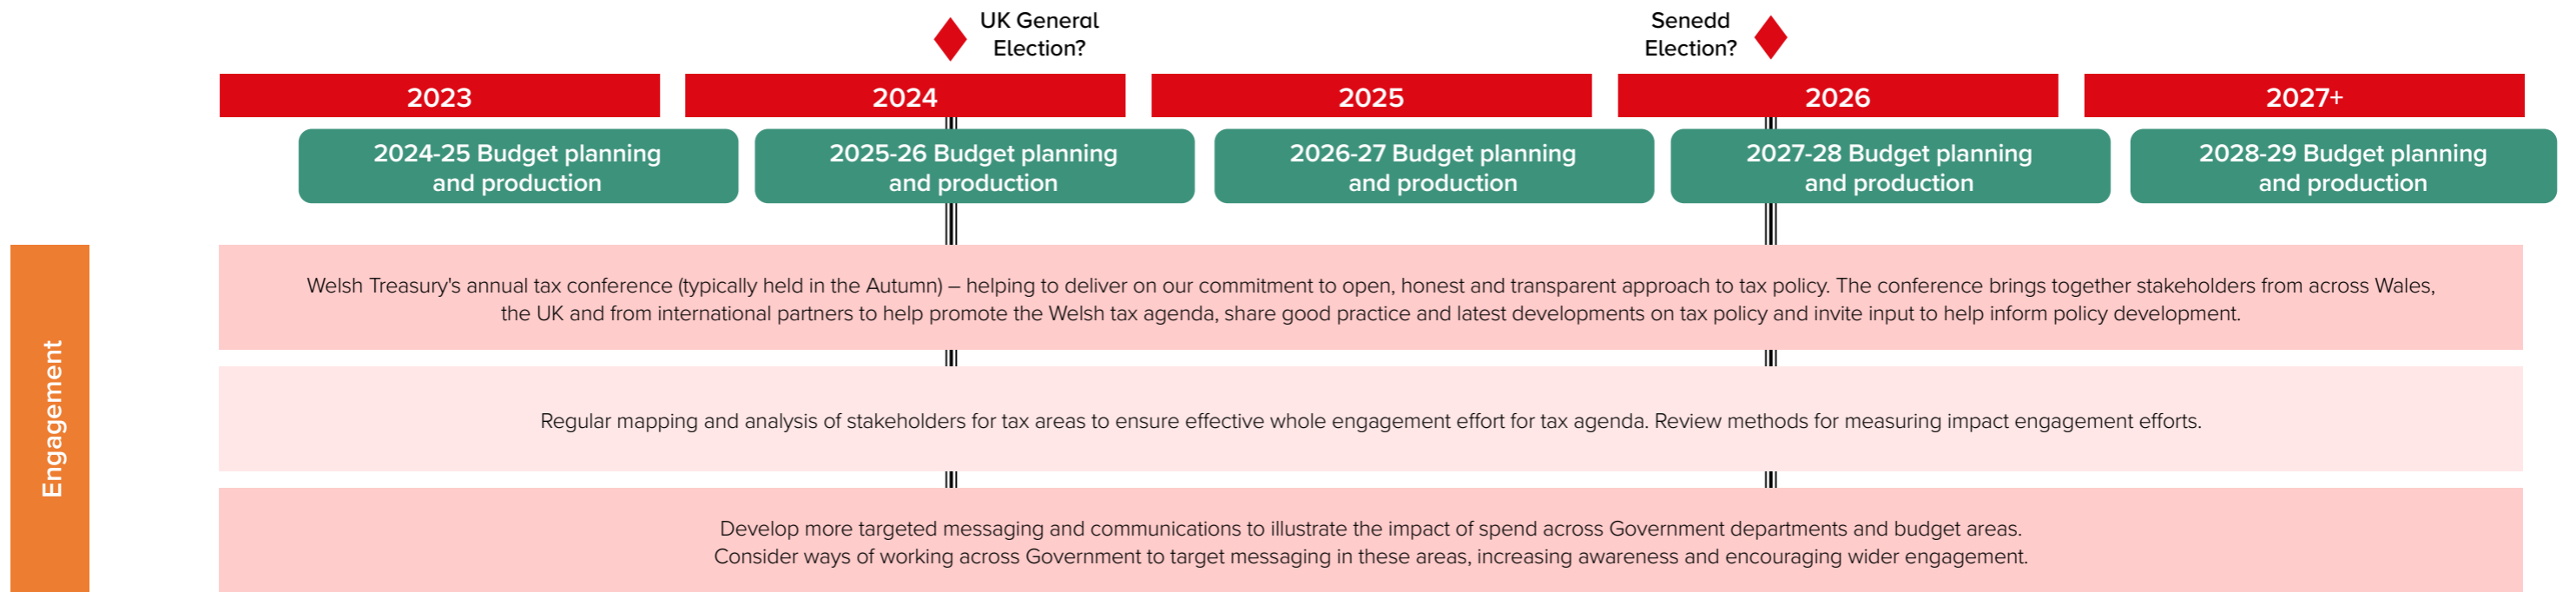 UK General
Election?
Senedd
Election?
2023
2024
2025
2026
2027+
2024-25 Budget planning
and production
2025-26 Budget planning
and production
2026-27 Budget planning
and production
2027-28 Budget planning
and production
2028-29 Budget planning
and production
Engagement
Welsh Treasury's annual tax conference (typically held in the Autumn) – helping to deliver on our commitment to open, honest and transparent approach to tax policy. The conference brings together stakeholders from across Wales,
the UK and from international partners to help promote the Welsh tax agenda, share good practice and latest developments on tax policy and invite input to help inform policy development.
Regular mapping and analysis of stakeholders for tax areas to ensure effective whole engagement effort for tax agenda. Review methods for measuring impact engagement efforts.
Develop more targeted messaging and communications to illustrate the impact of spend across Government departments and budget areas.
Consider ways of working across Government to target messaging in these areas, increasing awareness and encouraging wider engagement.